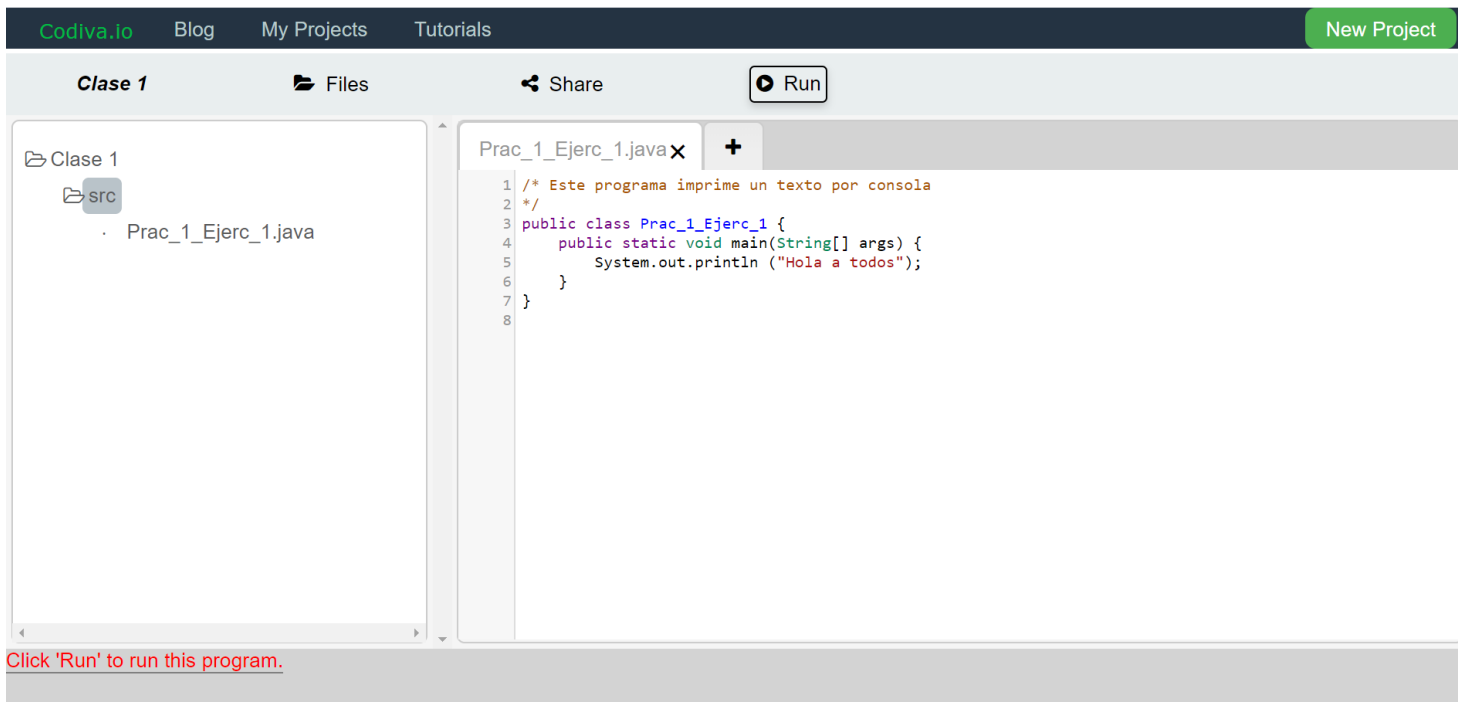 Codiva.io Blog My Projects Tutorials New Project
Clase 1 Files Share Run
Clase 1
src
Prac_1_Ejerc_1.java
Prac_1_Ejerc_1.java
1 /* Este programa imprime un texto por consola
2 */
3 public class Prac_1_Ejerc_1 {
4     public static void main(String[] args) {
5         System.out.println ("Hola a todos");
6     }
7 }
8
Click 'Run' to run this program.